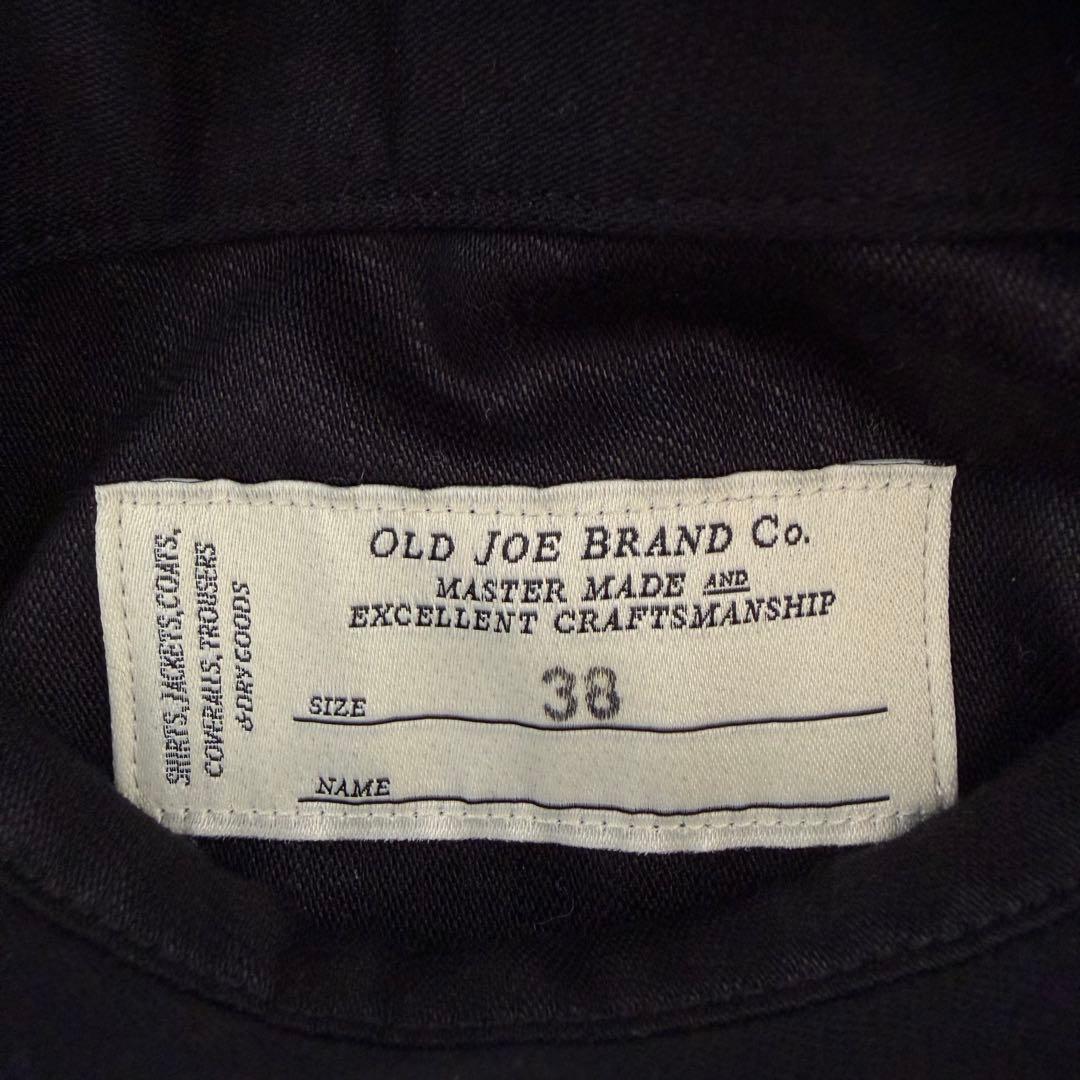 OLD JOE BRAND Co.
MASTER MADE AND
EXCELLENT CRAFTSMANSHIP
SIZE 38
NAME
SHIRTS, JACKETS, COATS,
COVERALLS, TROUSERS
& DRY GOODS